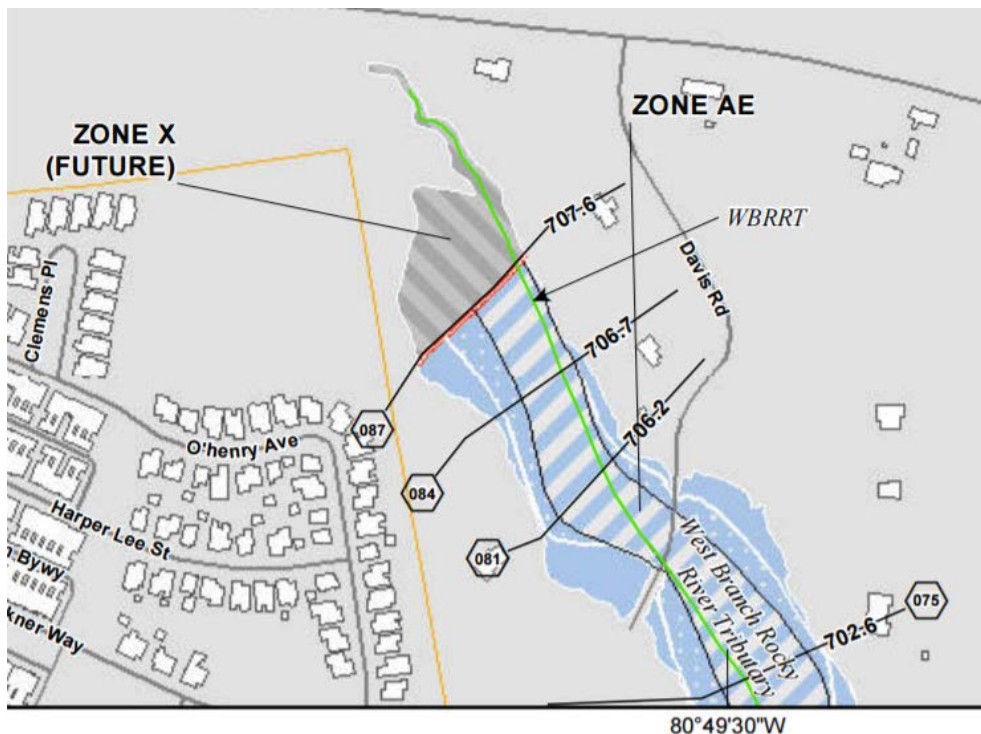 ZONE X
(FUTURE)
ZONE AE
707.6
WBRRT
Davis Rd
706.7
706.2
Clemens Pl
087
O'henry Ave
084
Harper Lee St
081
West Branch Rocky
River Tributary
075
702.6
Bywy
kner Way
80°49'30"W